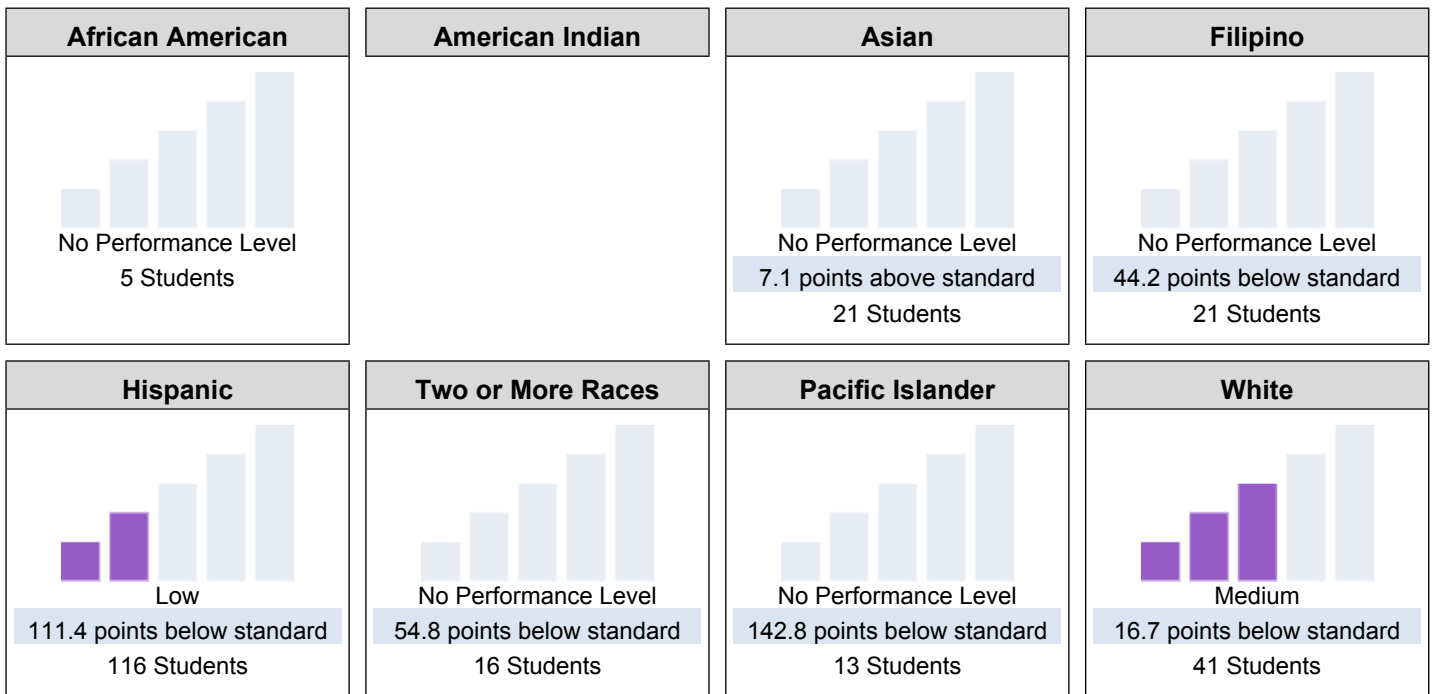 African American
No Performance Level
5 Students
American Indian
Asian
No Performance Level
7.1 points above standard
21 Students
Filipino
No Performance Level
44.2 points below standard
21 Students
Hispanic
Low
111.4 points below standard
116 Students
Two or More Races
No Performance Level
54.8 points below standard
16 Students
Pacific Islander
No Performance Level
142.8 points below standard
13 Students
White
Medium
16.7 points below standard
41 Students